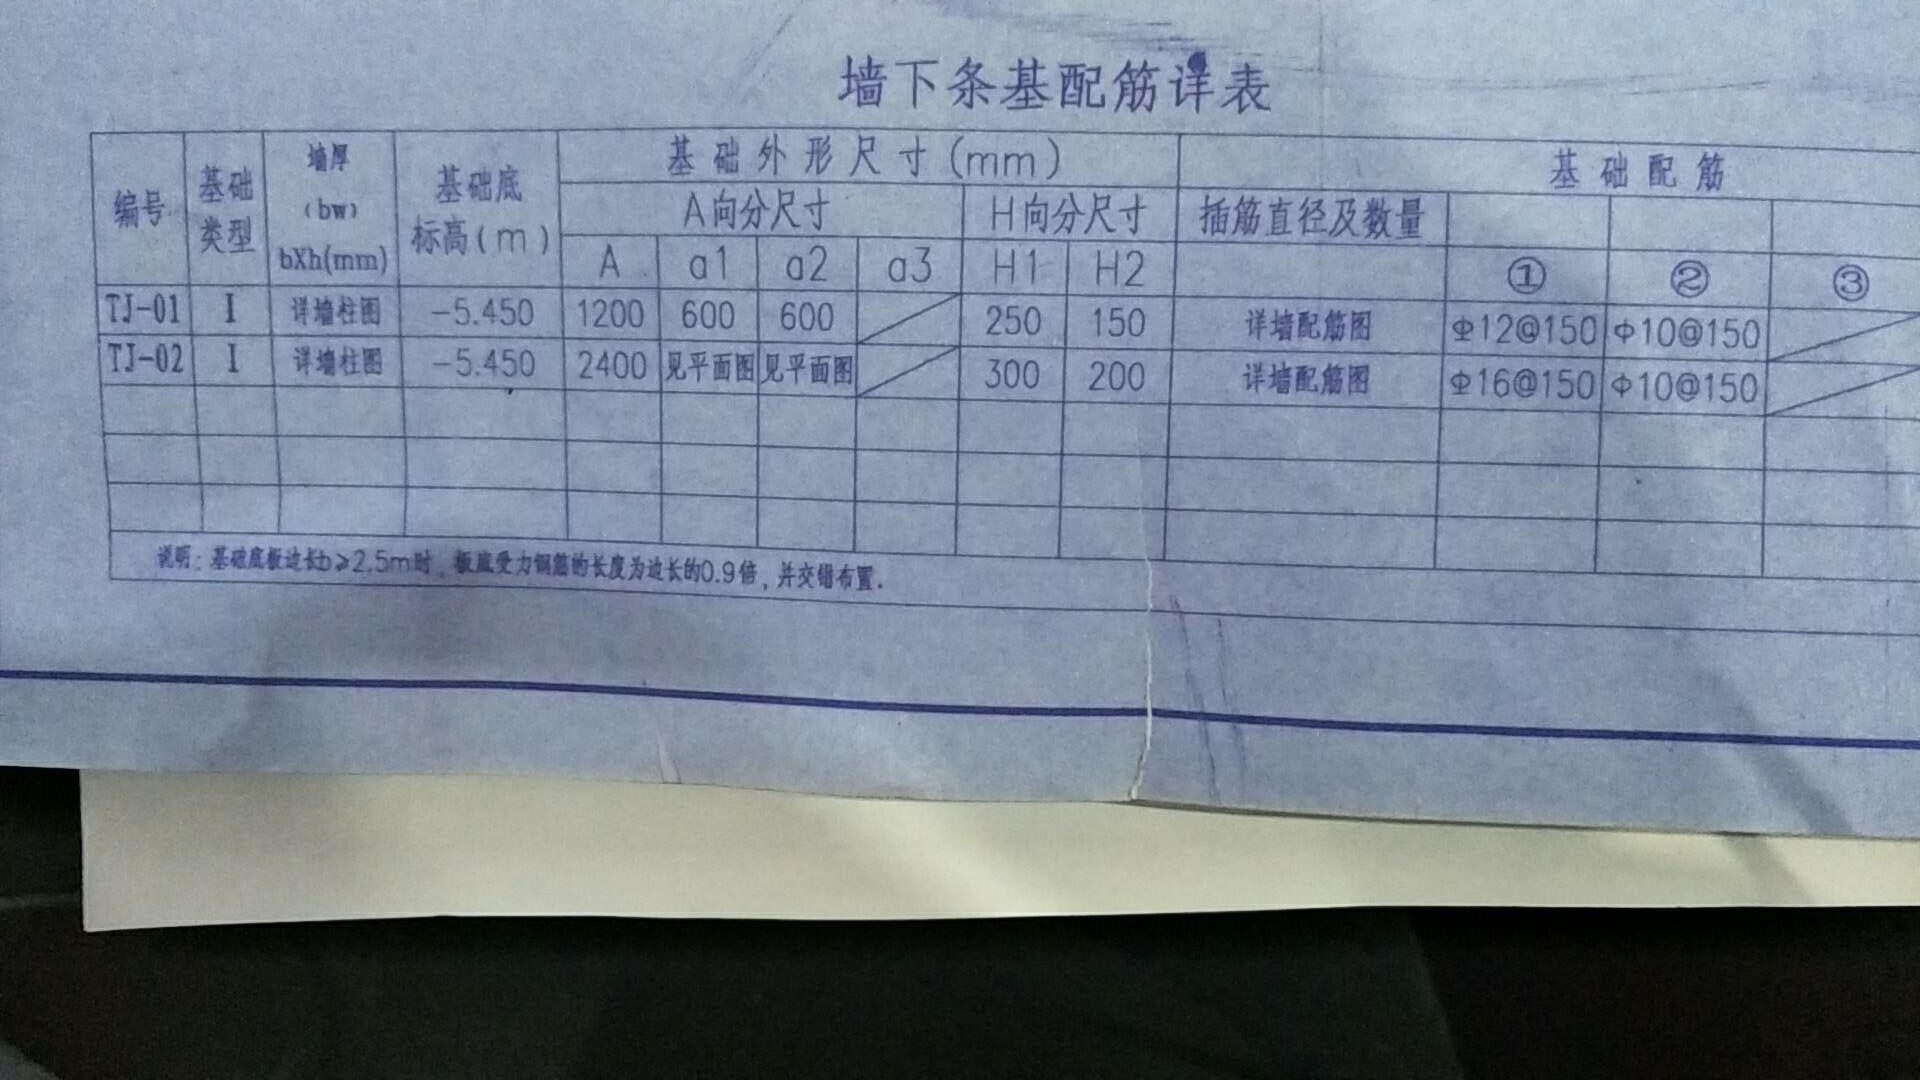 墙下条基配筋详表
编号 基础类型 墙厚(bw) bXh(mm) 基础底标高(m) 基础外形尺寸(mm) 基础配筋
A向分尺寸 H向分尺寸 插筋直径及数量
A a1 a2 a3 H1 H2 ① ② ③
TJ-01 I 详墙柱图 -5.450 1200 600 600 250 150 详墙配筋图 Φ12@150 Φ10@150
TJ-02 I 详墙柱图 -5.450 2400 见平面图 见平面图 300 200 详墙配筋图 Φ16@150 Φ10@150
说明：基础底板边长b≥2.5m时，板底受力钢筋的长度为边长的0.9倍，并交错布置.